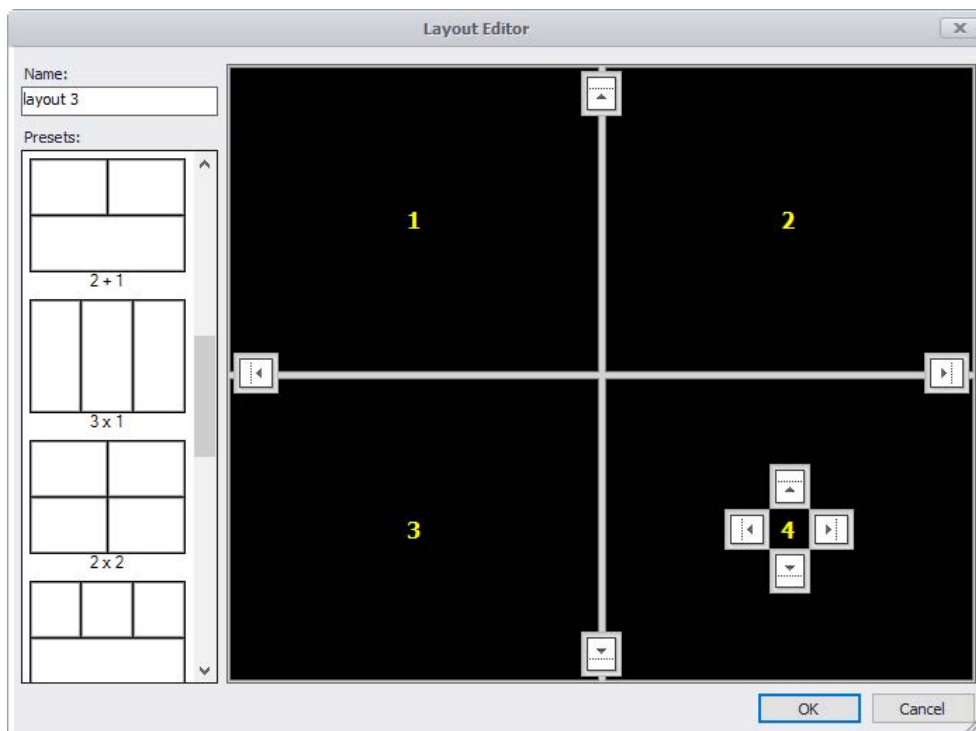 Layout Editor
Name:
layout 3
Presets:
2 + 1
3 x 1
2 x 2
1
2
3
4
OK
Cancel